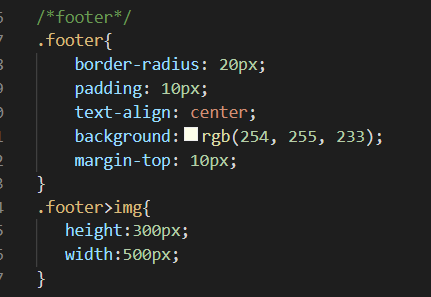 /*footer*/
.footer{
border-radius: 20px;
padding: 10px;
text-align: center;
background: rgb(254, 255, 233);
margin-top: 10px;
}
.footer>img{
height:300px;
width:500px;
}